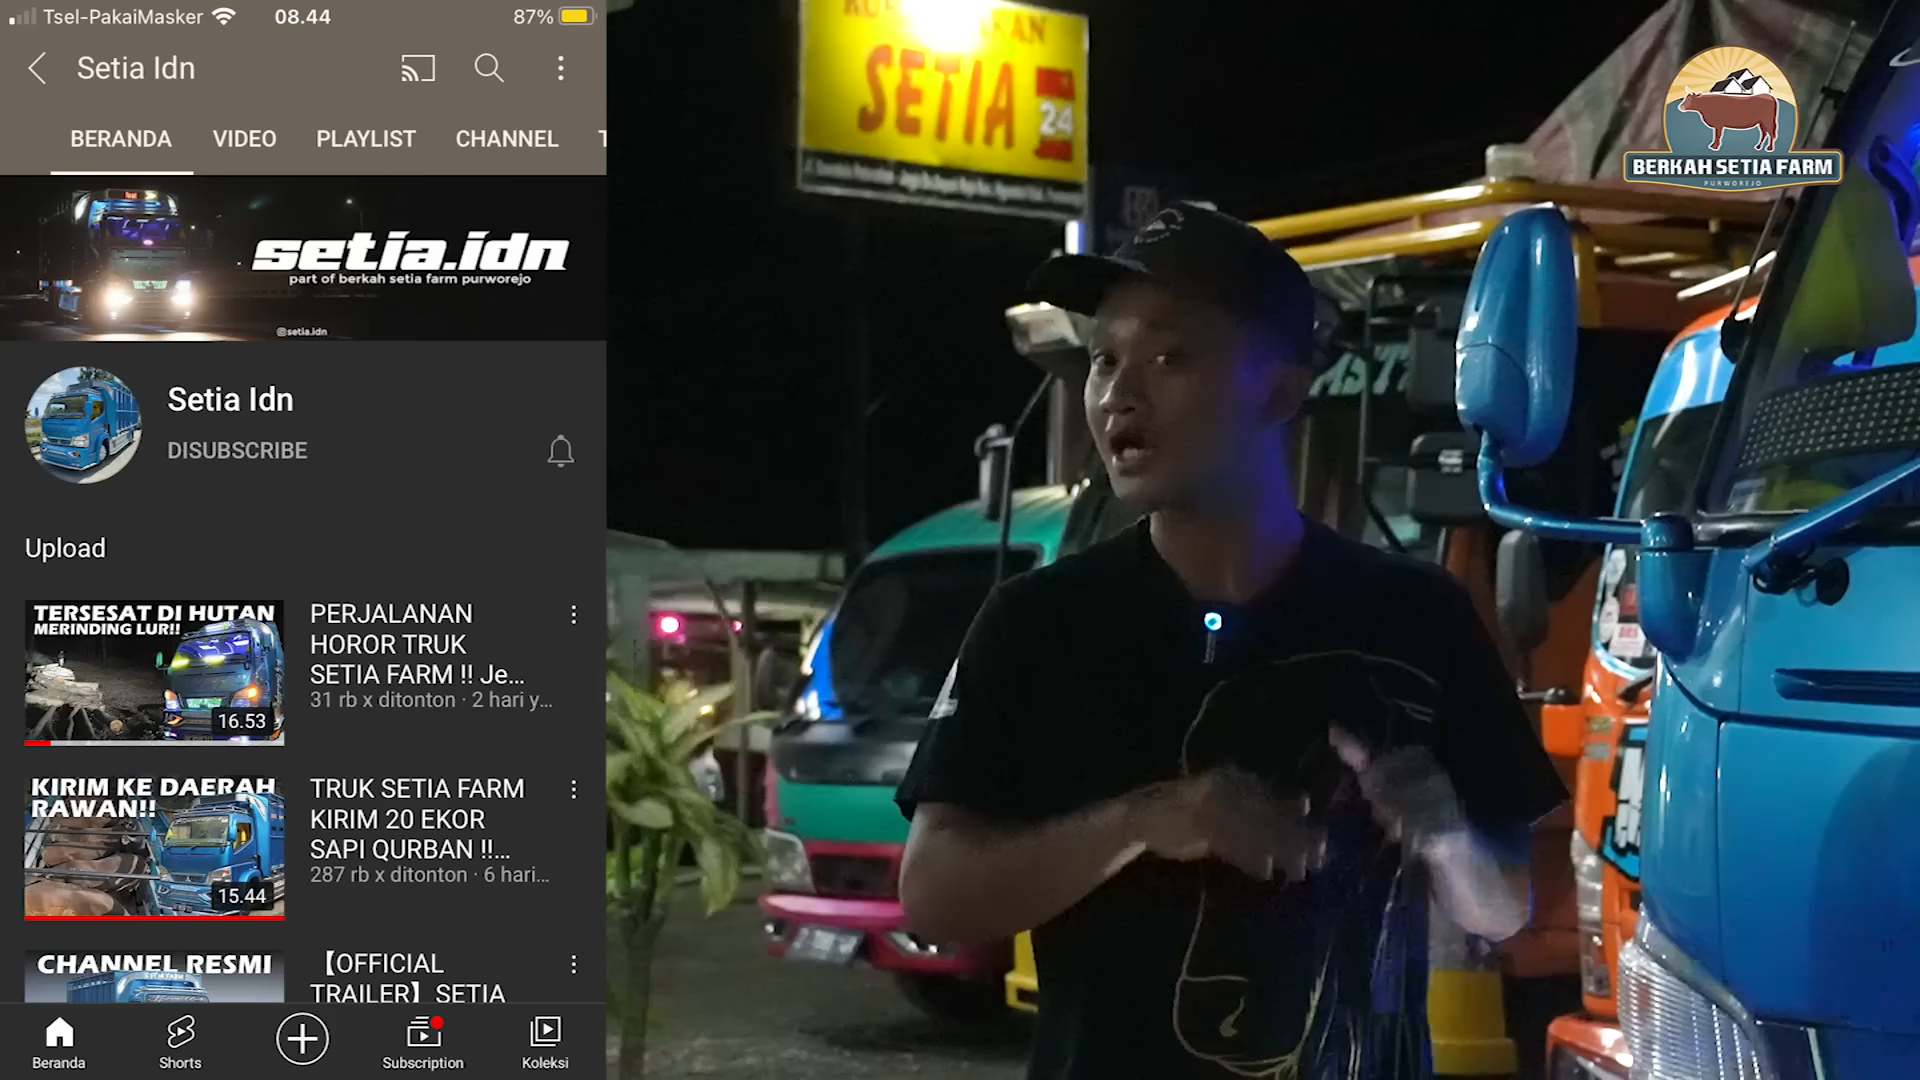 Tsel-PakaiMasker
08.44
87%
Setia Idn
BERANDA
VIDEO
PLAYLIST
CHANNEL
setia.idn
part of berkah setia farm purworejo
setia.idn
Setia Idn
DISUBSCRIBE
Upload
TERSESAT DI HUTAN
MERINDING LUR!!
16.53
PERJALANAN
HOROR TRUK
SETIA FARM !! Je...
31 rb x ditonton · 2 hari y...
KIRIM KE DAERAH
RAWAN!!
15.44
TRUK SETIA FARM
KIRIM 20 EKOR
SAPI QURBAN !!...
287 rb x ditonton · 6 hari...
CHANNEL RESMI
【OFFICIAL
TRAILER】SETIA
Beranda
Shorts
Subscription
Koleksi
SETIA
24
BERKAH SETIA FARM
PURWOREJO